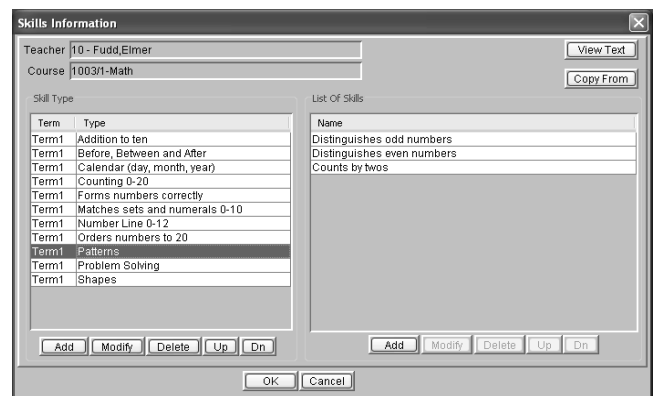 Skills Information
Teacher 10 - Fudd,Elmer
View Text
Course 1003/1-Math
Copy From
Skill Type
Term Type
Term1 Addition to ten
Term1 Before, Between and After
Term1 Calendar (day, month, year)
Term1 Counting 0-20
Term1 Forms numbers correctly
Term1 Matches sets and numerals 0-10
Term1 Number Line 0-12
Term1 Orders numbers to 20
Term1 Patterns
Term1 Problem Solving
Term1 Shapes
Add Modify Delete Up Dn
List Of Skills
Name
Distinguishes odd numbers
Distinguishes even numbers
Counts by twos
Add Modify Delete Up Dn
OK Cancel